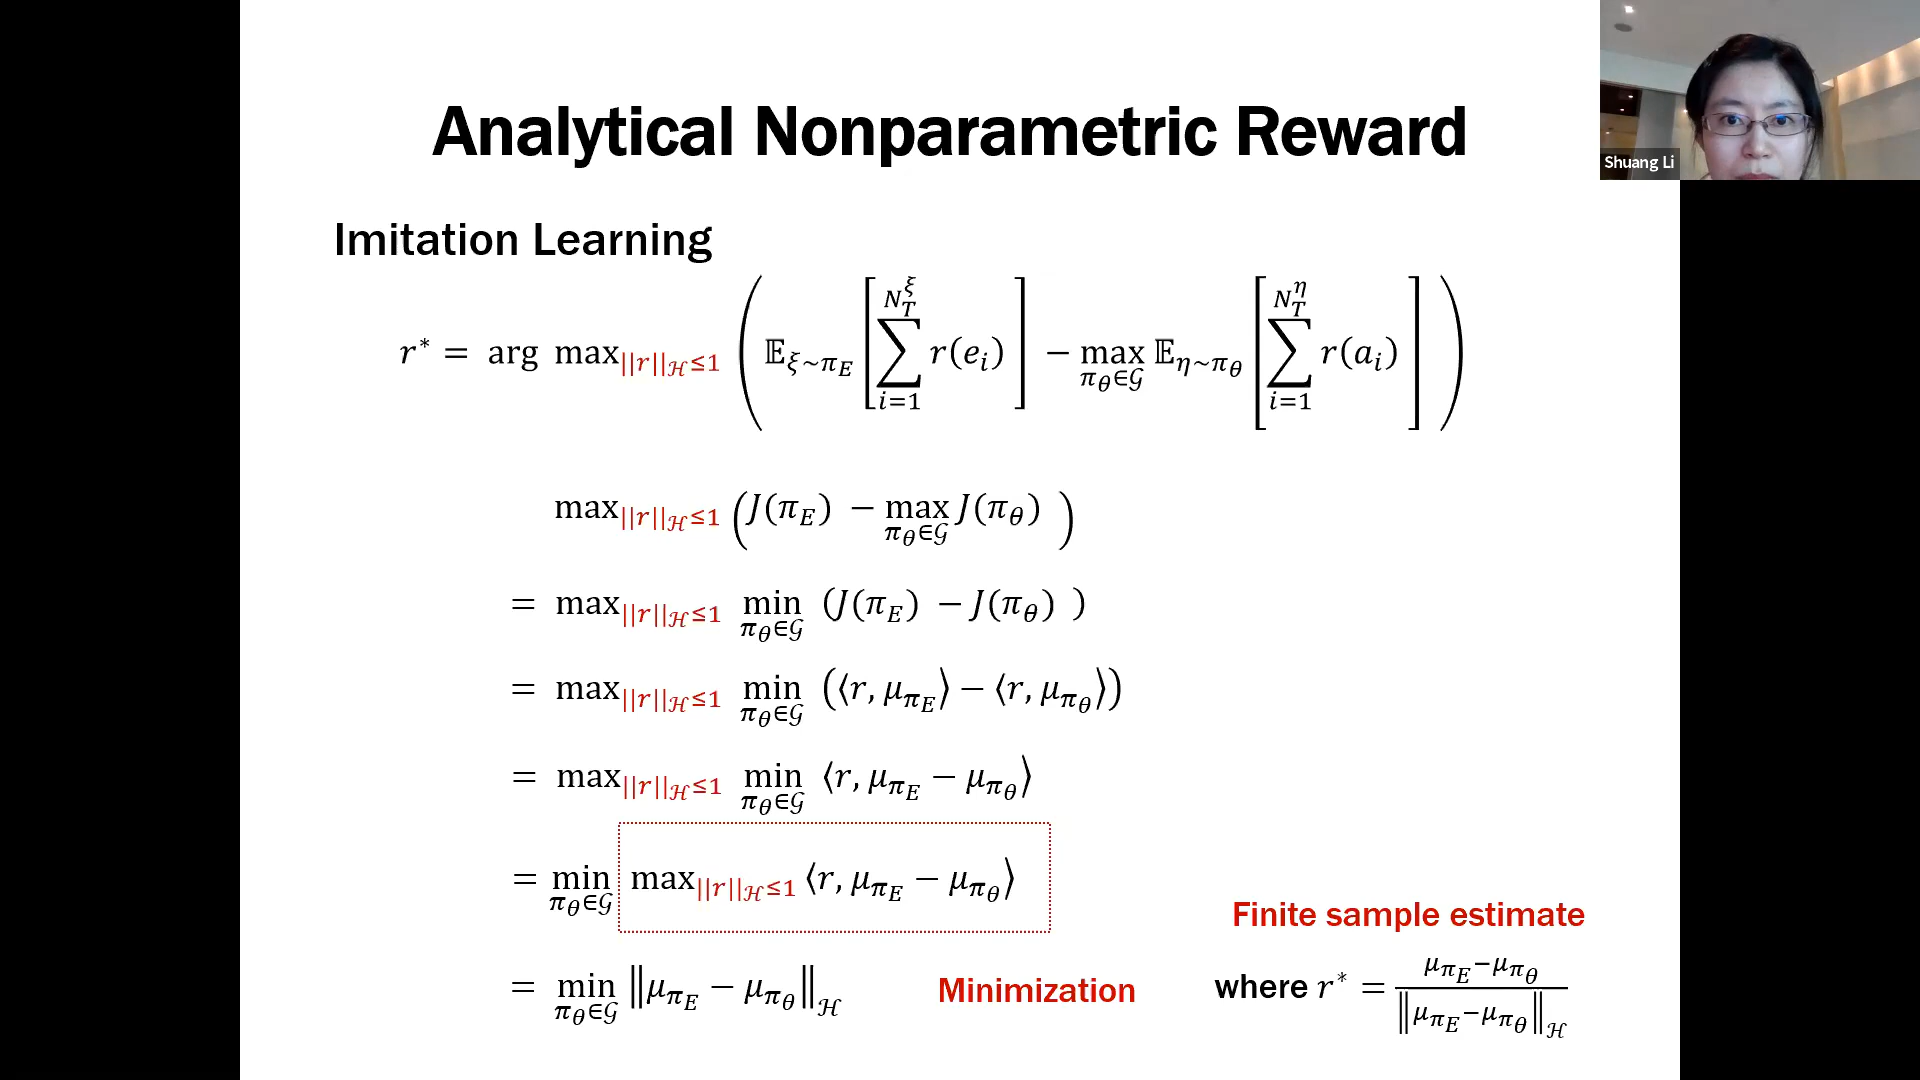 Analytical Nonparametric Reward
Shuang Li
Imitation Learning
r* = arg max_{||r||_ℋ≤1} ( 𝔼_{ξ~π_E} [ ∑_{i=1}^{N_T^ξ} r(e_i) ] − max_{π_θ∈𝒢} 𝔼_{η~π_θ} [ ∑_{i=1}^{N_T^η} r(a_i) ] )
max_{||r||_ℋ≤1} ( J(π_E) − max_{π_θ∈𝒢} J(π_θ) )
= max_{||r||_ℋ≤1} min_{π_θ∈𝒢} (J(π_E) − J(π_θ) )
= max_{||r||_ℋ≤1} min_{π_θ∈𝒢} (⟨r, μ_{π_E}⟩ − ⟨r, μ_{π_θ}⟩)
= max_{||r||_ℋ≤1} min_{π_θ∈𝒢} ⟨r, μ_{π_E} − μ_{π_θ}⟩
= min_{π_θ∈𝒢} max_{||r||_ℋ≤1} ⟨r, μ_{π_E} − μ_{π_θ}⟩
Finite sample estimate
= min_{π_θ∈𝒢} ‖μ_{π_E} − μ_{π_θ}‖_ℋ Minimization where r* = (μ_{π_E}−μ_{π_θ}) / ‖μ_{π_E}−μ_{π_θ}‖_ℋ